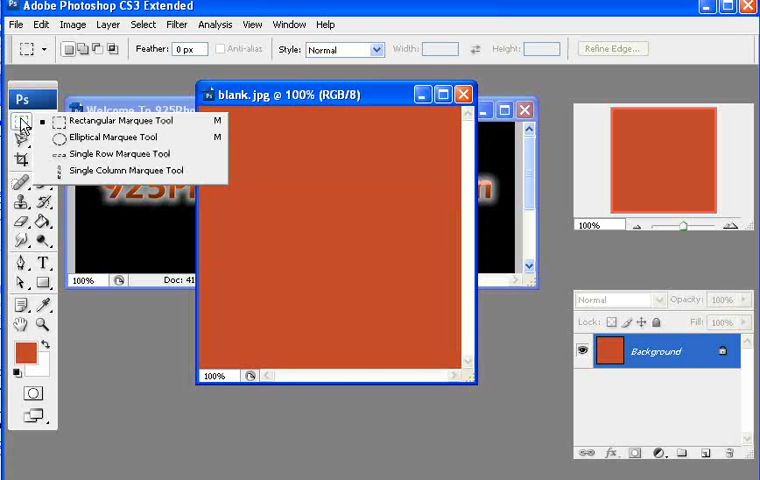 Adobe Photoshop CS3 Extended
File Edit Image Layer Select Filter Analysis View Window Help
Feather: 0 px Anti-alias Style: Normal Width: Height: Refine Edge...
Ps
Welcome To 925Ph
blank.jpg @ 100% (RGB/8)
Rectangular Marquee Tool M
Elliptical Marquee Tool M
Single Row Marquee Tool
Single Column Marquee Tool
100%
100% Doc: 41
100%
Normal Opacity: 100%
Lock: Fill: 100%
Background